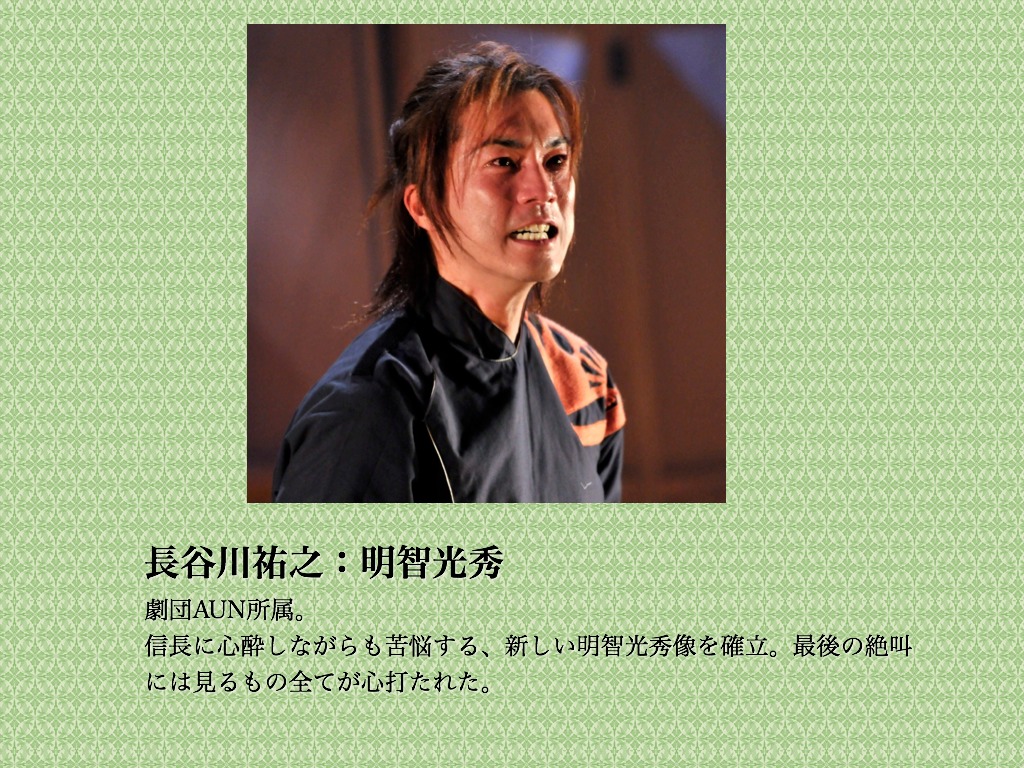 長谷川祐之：明智光秀
劇団AUN所属。
信長に心酔しながらも苦悩する、新しい明智光秀像を確立。最後の絶叫
には見るもの全てが心打たれた。